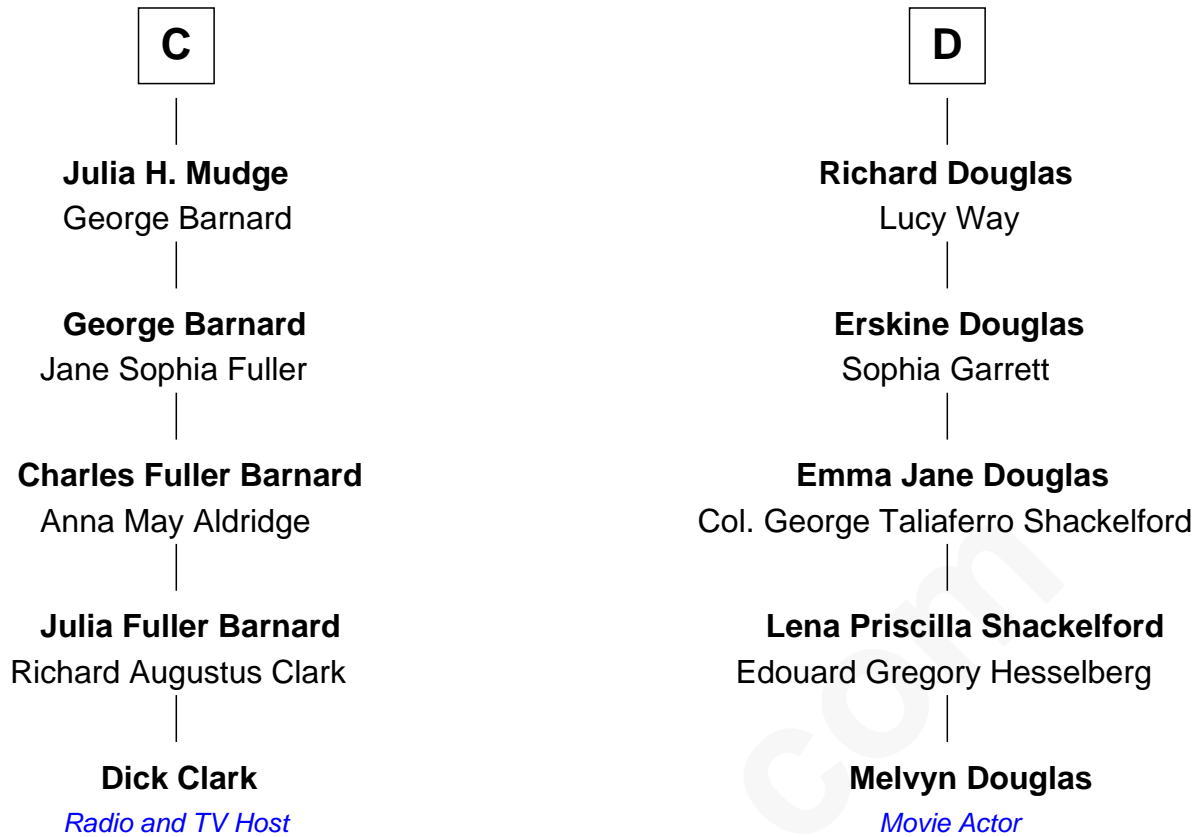 C
Julia H. Mudge
George Barnard
George Barnard
Jane Sophia Fuller
Charles Fuller Barnard
Anna May Aldridge
Julia Fuller Barnard
Richard Augustus Clark
Dick Clark
Radio and TV Host
D
Richard Douglas
Lucy Way
Erskine Douglas
Sophia Garrett
Emma Jane Douglas
Col. George Taliaferro Shackelford
Lena Priscilla Shackelford
Edouard Gregory Hesselberg
Melvyn Douglas
Movie Actor
com